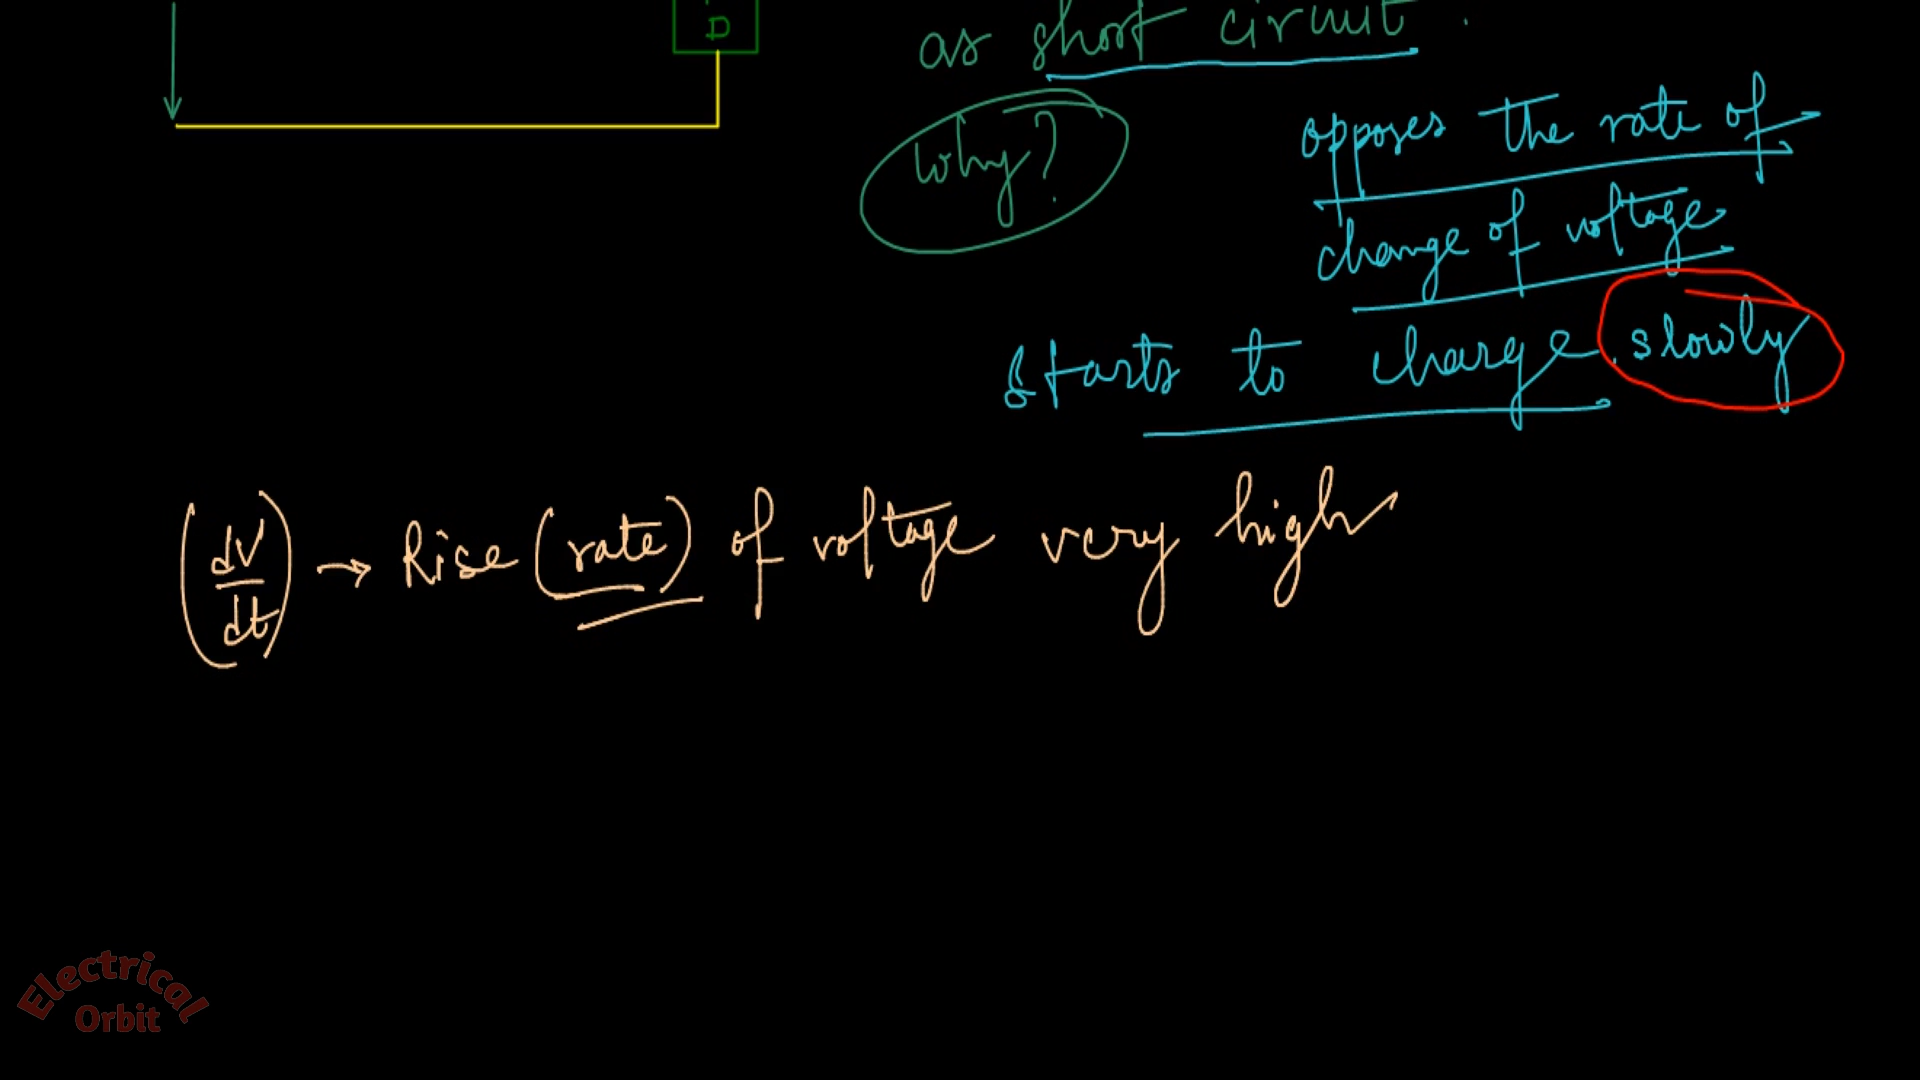 D
as short circuit.
Why?
opposes the rate of
change of voltage
starts to charge slowly
(dV/dt) → Rise (rate) of voltage very high
Electrical
Orbit